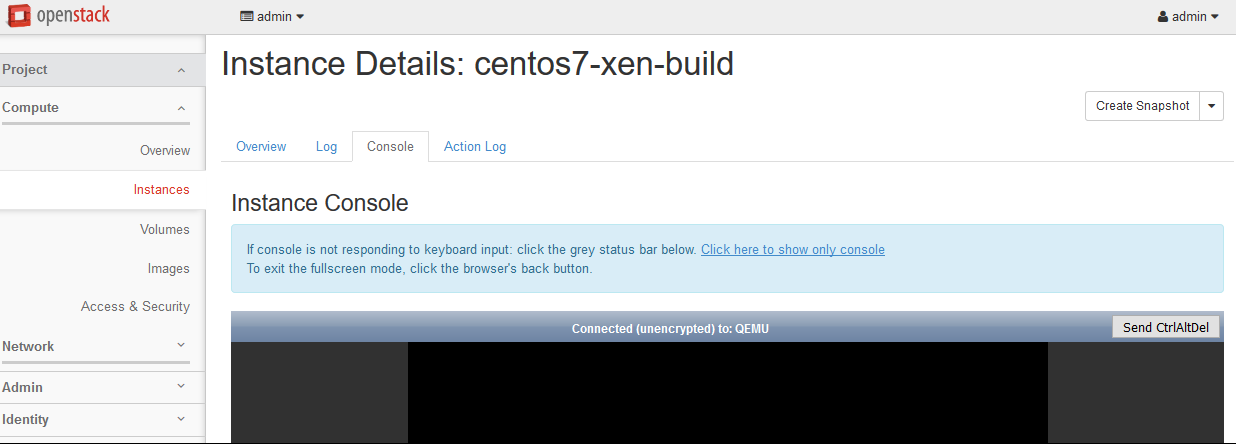 openstack admin admin
Project
Compute
Overview
Instances
Volumes
Images
Access & Security
Network
Admin
Identity
Instance Details: centos7-xen-build
Create Snapshot
Overview Log Console Action Log
Instance Console
If console is not responding to keyboard input: click the grey status bar below. Click here to show only console
To exit the fullscreen mode, click the browser's back button.
Connected (unencrypted) to: QEMU Send CtrlAltDel